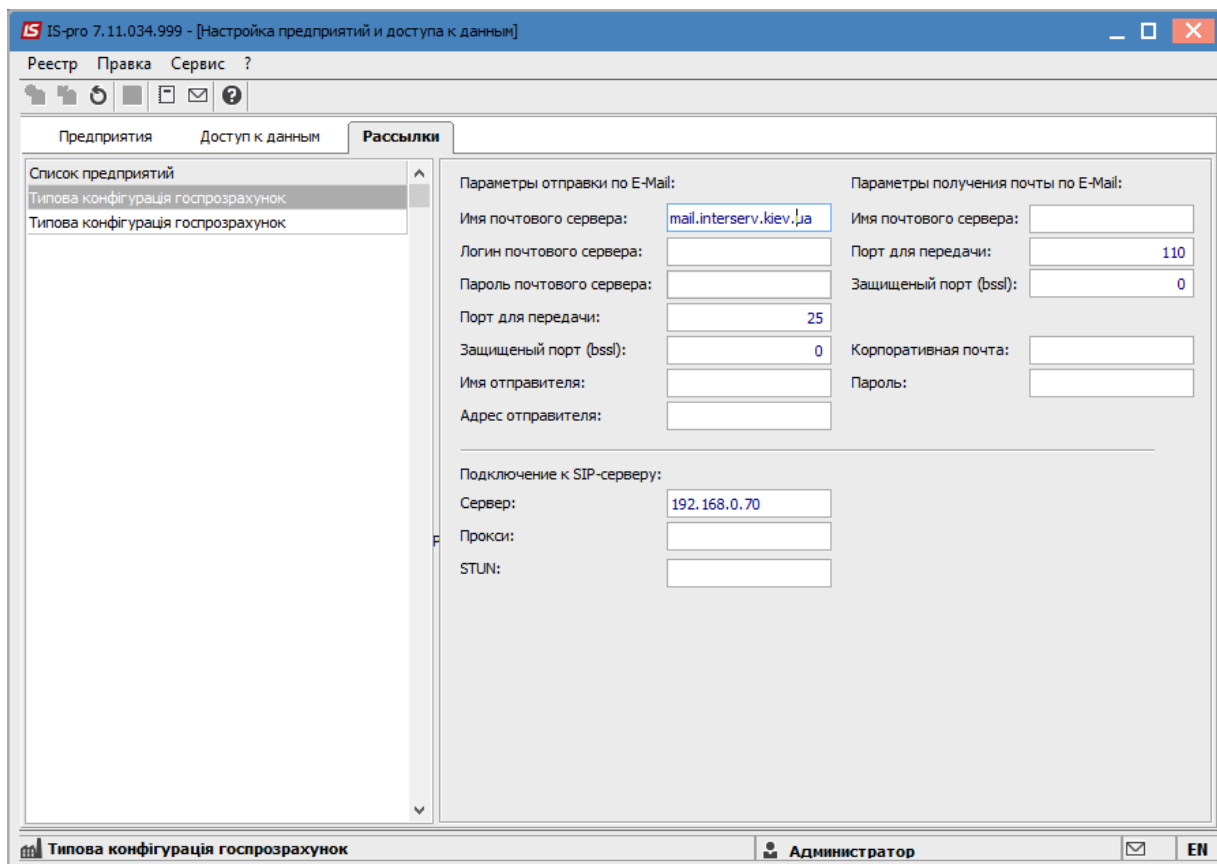 IS IS-pro 7.11.034.999 - [Настройка предприятий и доступа к данным]
Реестр Правка Сервис ?
Предприятия Доступ к данным Рассылки
Список предприятий
Типова конфігурація госпрозрахунок
Типова конфігурація госпрозрахунок
Параметры отправки по E-Mail:
Имя почтового сервера: mail.interserv.kiev.ua
Логин почтового сервера:
Пароль почтового сервера:
Порт для передачи: 25
Защищеный порт (bssl): 0
Имя отправителя:
Адрес отправителя:
Параметры получения почты по E-Mail:
Имя почтового сервера:
Порт для передачи: 110
Защищеный порт (bssl): 0
Корпоративная почта:
Пароль:
Подключение к SIP-серверу:
Сервер: 192.168.0.70
Р
Прокси:
STUN:
Типова конфігурація госпрозрахунок Администратор EN